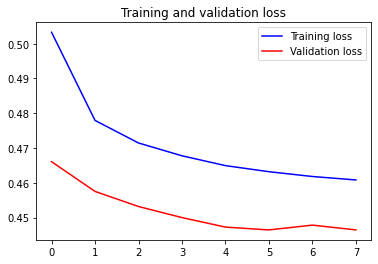 Training and validation loss
Training loss
Validation loss
0.50
0.49
0.48
0.47
0.46
0.45
0 1 2 3 4 5 6 7